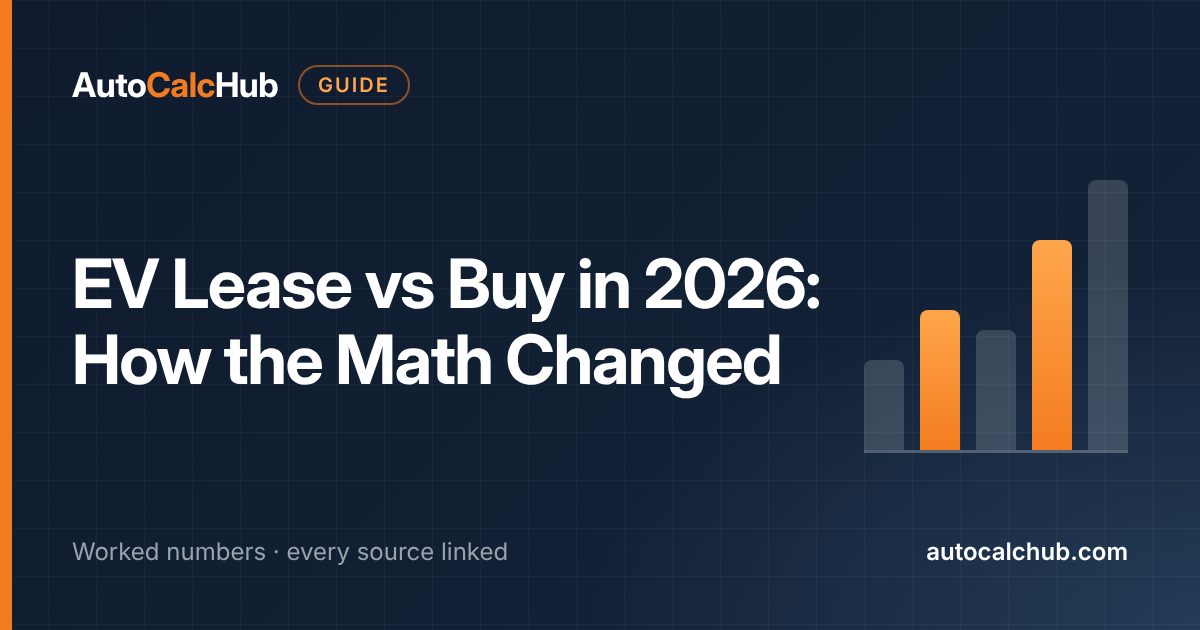 AutoCalcHub
GUIDE
EV Lease vs Buy in 2026:
How the Math Changed
Worked numbers · every source linked
autocalchub.com